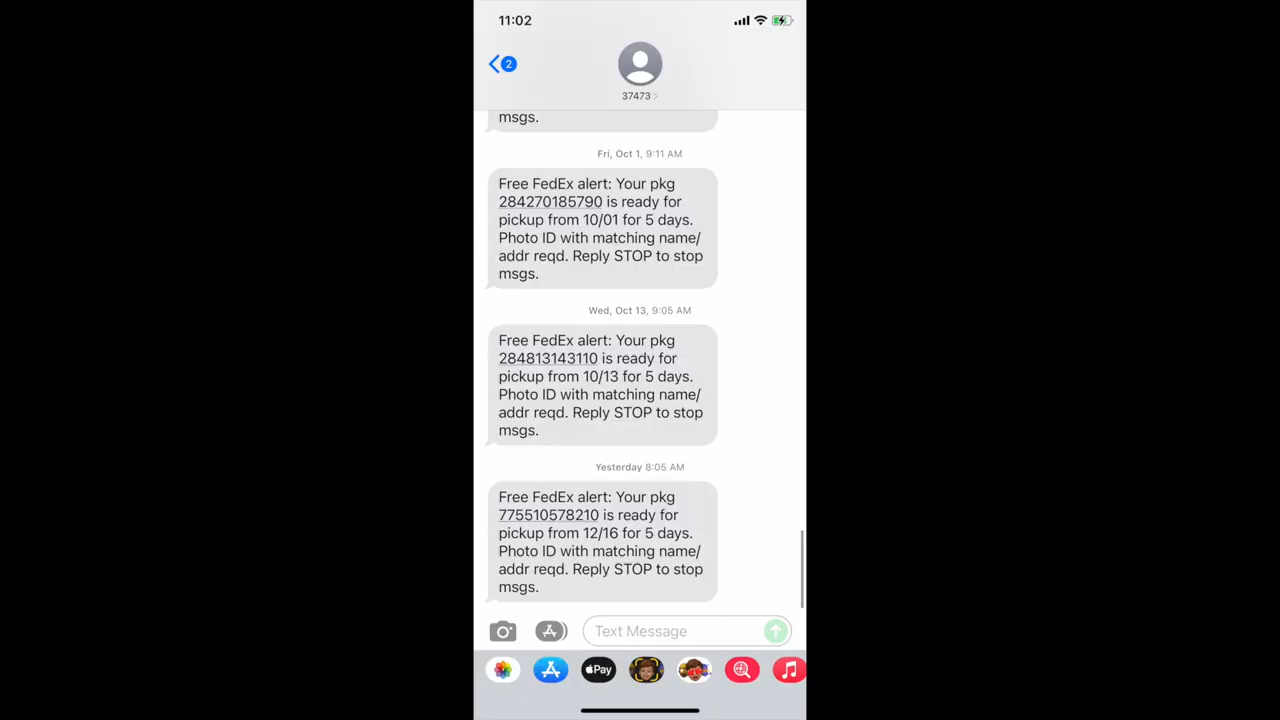 11:02
2
37473
msgs.
Fri, Oct 1, 9:11 AM
Free FedEx alert: Your pkg
284270185790 is ready for
pickup from 10/01 for 5 days.
Photo ID with matching name/
addr reqd. Reply STOP to stop
msgs.
Wed, Oct 13, 9:05 AM
Free FedEx alert: Your pkg
284813143110 is ready for
pickup from 10/13 for 5 days.
Photo ID with matching name/
addr reqd. Reply STOP to stop
msgs.
Yesterday 8:05 AM
Free FedEx alert: Your pkg
775510578210 is ready for
pickup from 12/16 for 5 days.
Photo ID with matching name/
addr reqd. Reply STOP to stop
msgs.
Text Message
Pay